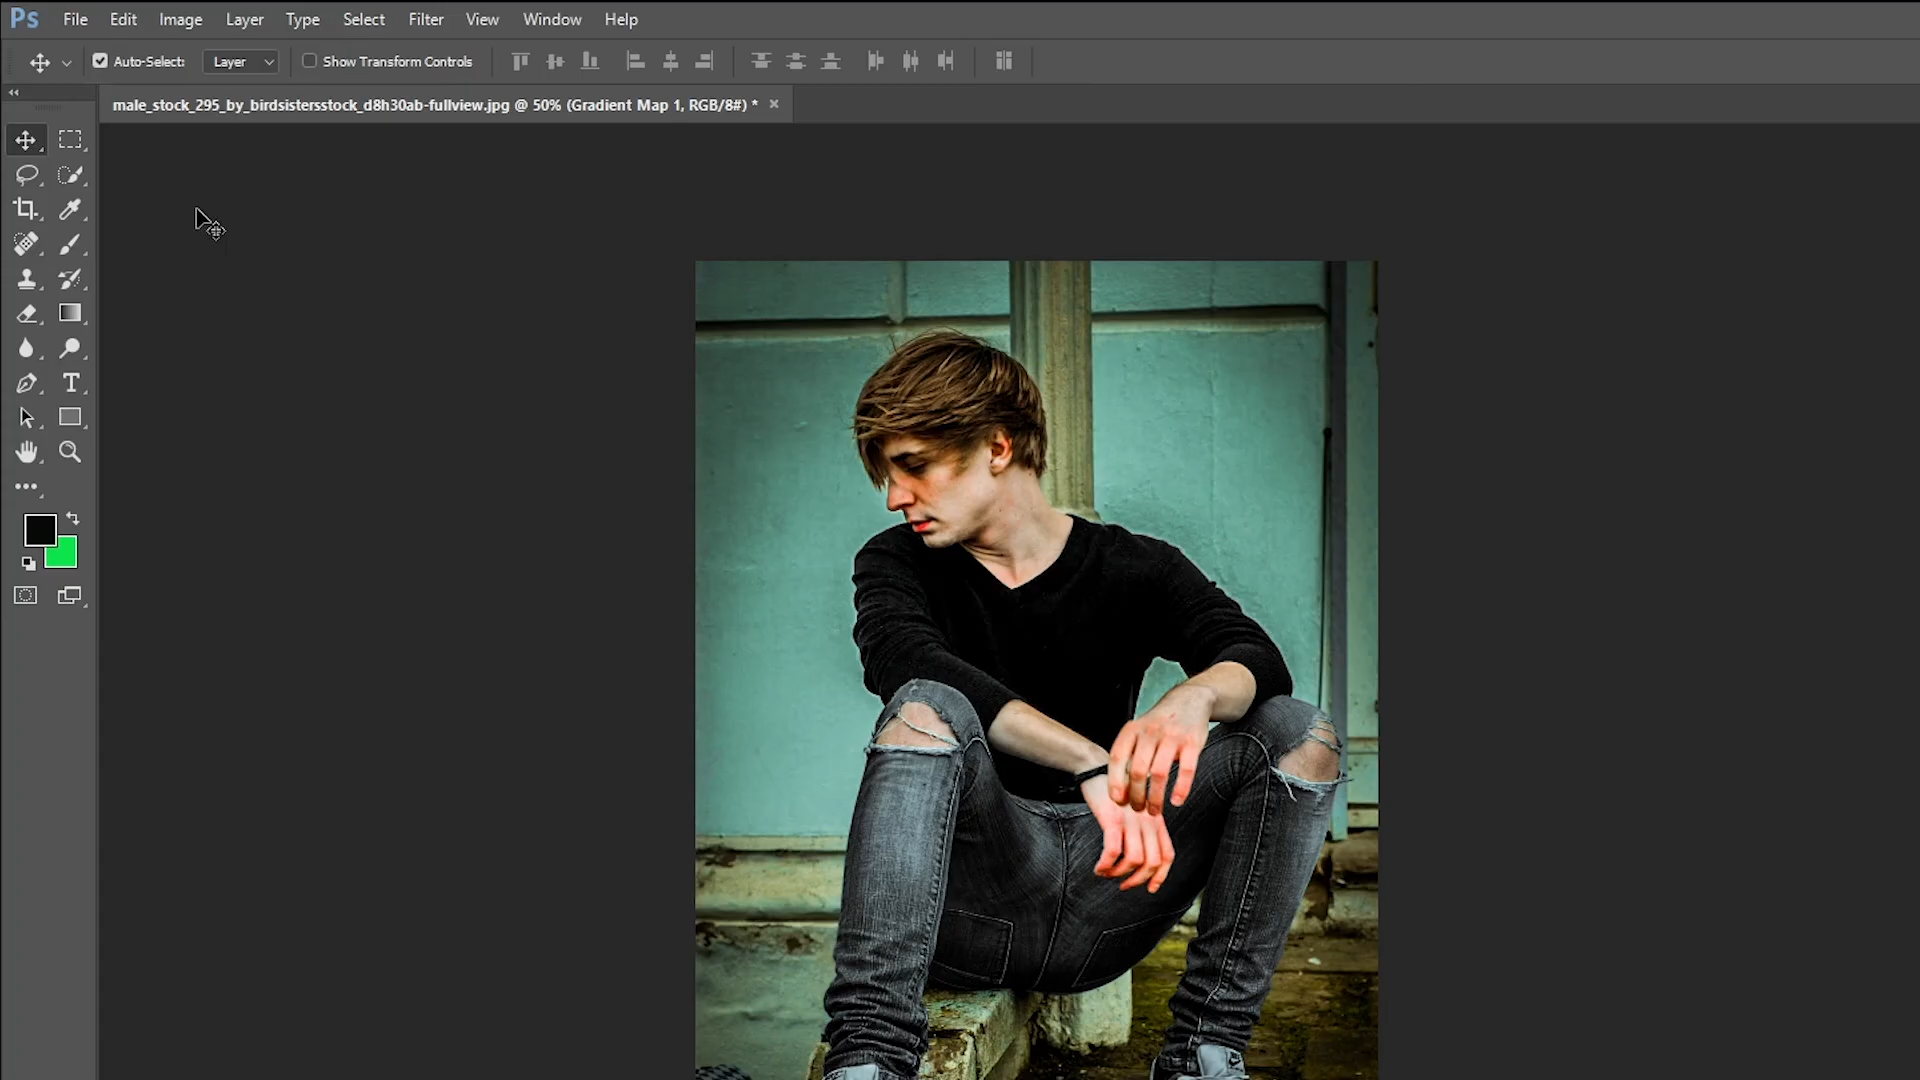 Ps File Edit Image Layer Type Select Filter View Window Help
Auto-Select: Layer Show Transform Controls
male_stock_295_by_birdsistersstock_d8h30ab-fullview.jpg @ 50% (Gradient Map 1, RGB/8#) *